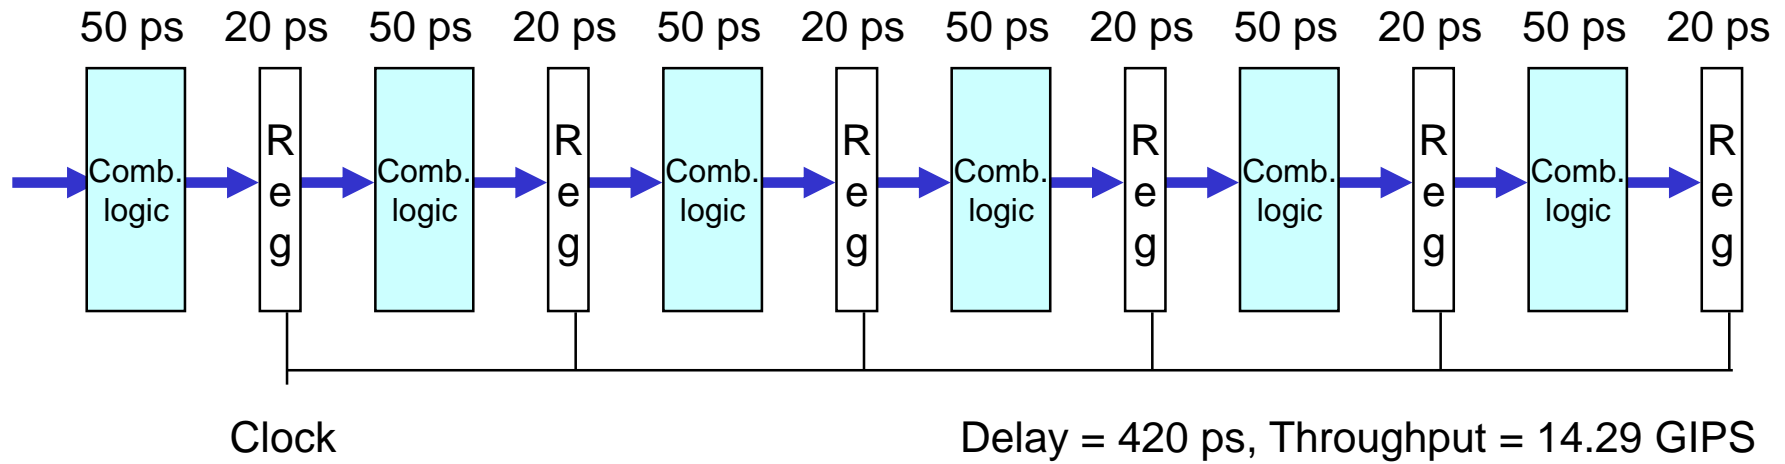 50 ps 20 ps 50 ps 20 ps 50 ps 20 ps 50 ps 20 ps 50 ps 20 ps 50 ps 20 ps
Comb.
logic
R
e
g
Comb.
logic
R
e
g
Comb.
logic
R
e
g
Comb.
logic
R
e
g
Comb.
logic
R
e
g
Comb.
logic
R
e
g
Clock
Delay = 420 ps, Throughput = 14.29 GIPS